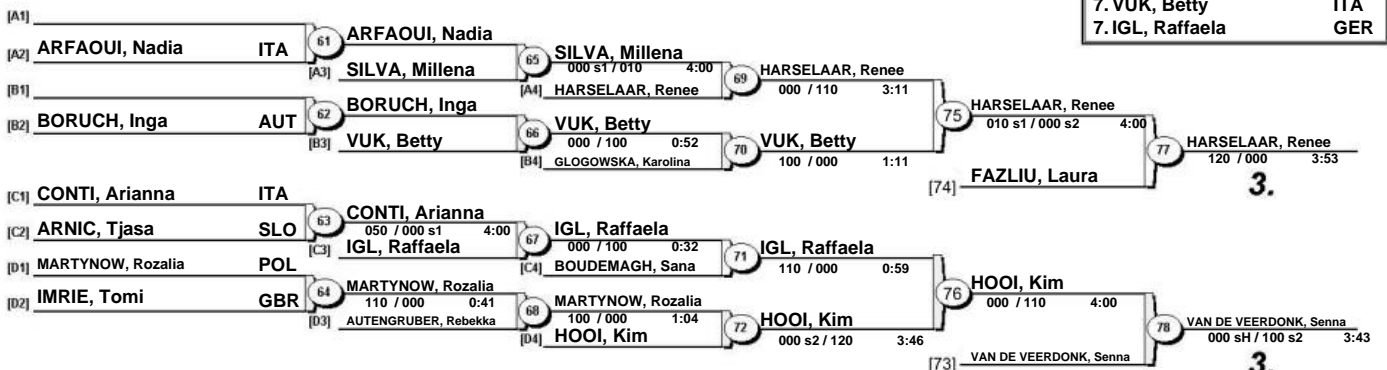 7. VUK, Betty ITA
7. IGL, Raffaela GER
[A1]
[A2] ARFAOUI, Nadia ITA
61 ARFAOUI, Nadia
[A3] SILVA, Millena
65 SILVA, Millena
000 s1 / 010 4:00
[A4] HARSELAAR, Renee
69 HARSELAAR, Renee
000 / 110 3:11
[B1]
[B2] BORUCH, Inga AUT
62 BORUCH, Inga
[B3] VUK, Betty
66 VUK, Betty
000 / 100 0:52
[B4] GLOGOWSKA, Karolina
70 VUK, Betty
100 / 000 1:11
75 HARSELAAR, Renee
010 s1 / 000 s2 4:00
[74] FAZLIU, Laura
77 HARSELAAR, Renee
120 / 000 3:53
3.
[C1] CONTI, Arianna ITA
[C2] ARNIC, Tjasa SLO
63 CONTI, Arianna
050 / 000 s1 4:00
[C3] IGL, Raffaela
67 IGL, Raffaela
000 / 100 0:32
[C4] BOUDEMAGH, Sana
71 IGL, Raffaela
110 / 000 0:59
[D1] MARTYNOW, Rozalia POL
[D2] IMRIE, Tomi GBR
64 MARTYNOW, Rozalia
110 / 000 0:41
[D3] AUTENGRUBER, Rebekka
68 MARTYNOW, Rozalia
100 / 000 1:04
[D4] HOOI, Kim
72 HOOI, Kim
000 s2 / 120 3:46
76 HOOI, Kim
000 / 110 4:00
[73] VAN DE VEERDONK, Senna
78 VAN DE VEERDONK, Senna
000 sH / 100 s2 3:43
3.